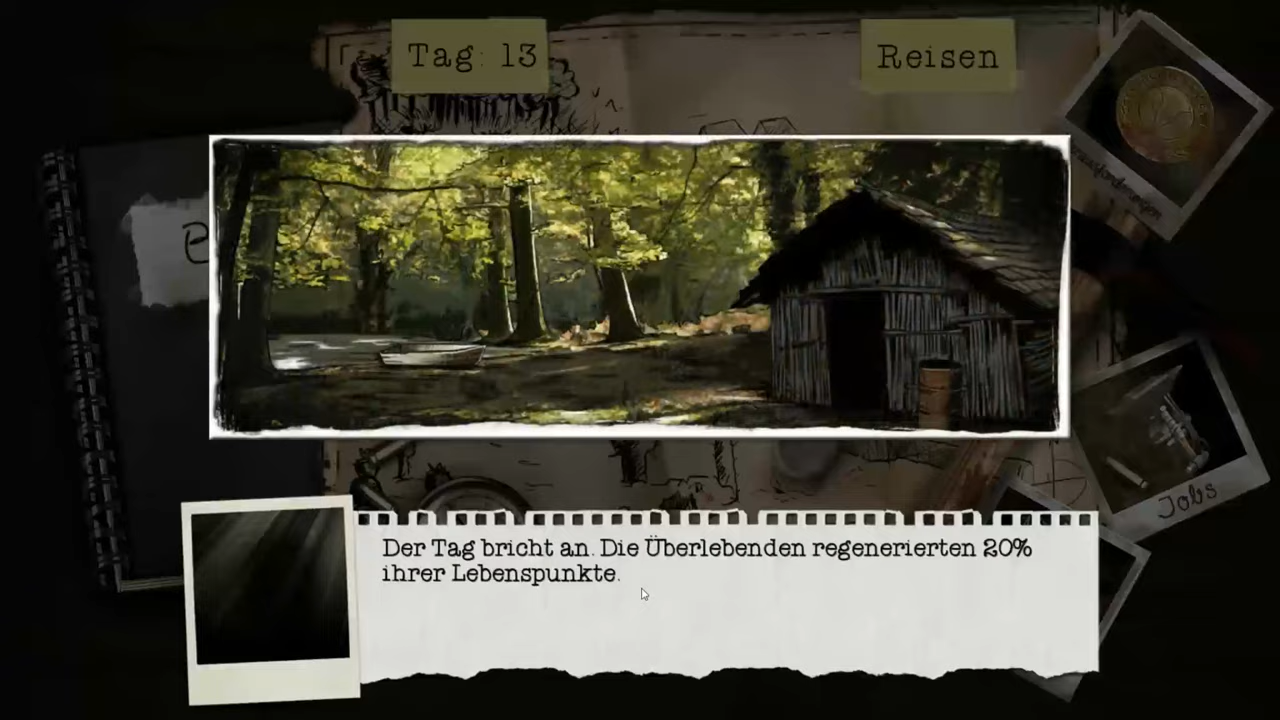 Tag: 13
Reisen
Der Tag bricht an. Die Überlebenden regenerierten 20%
ihrer Lebenspunkte.
Jobs